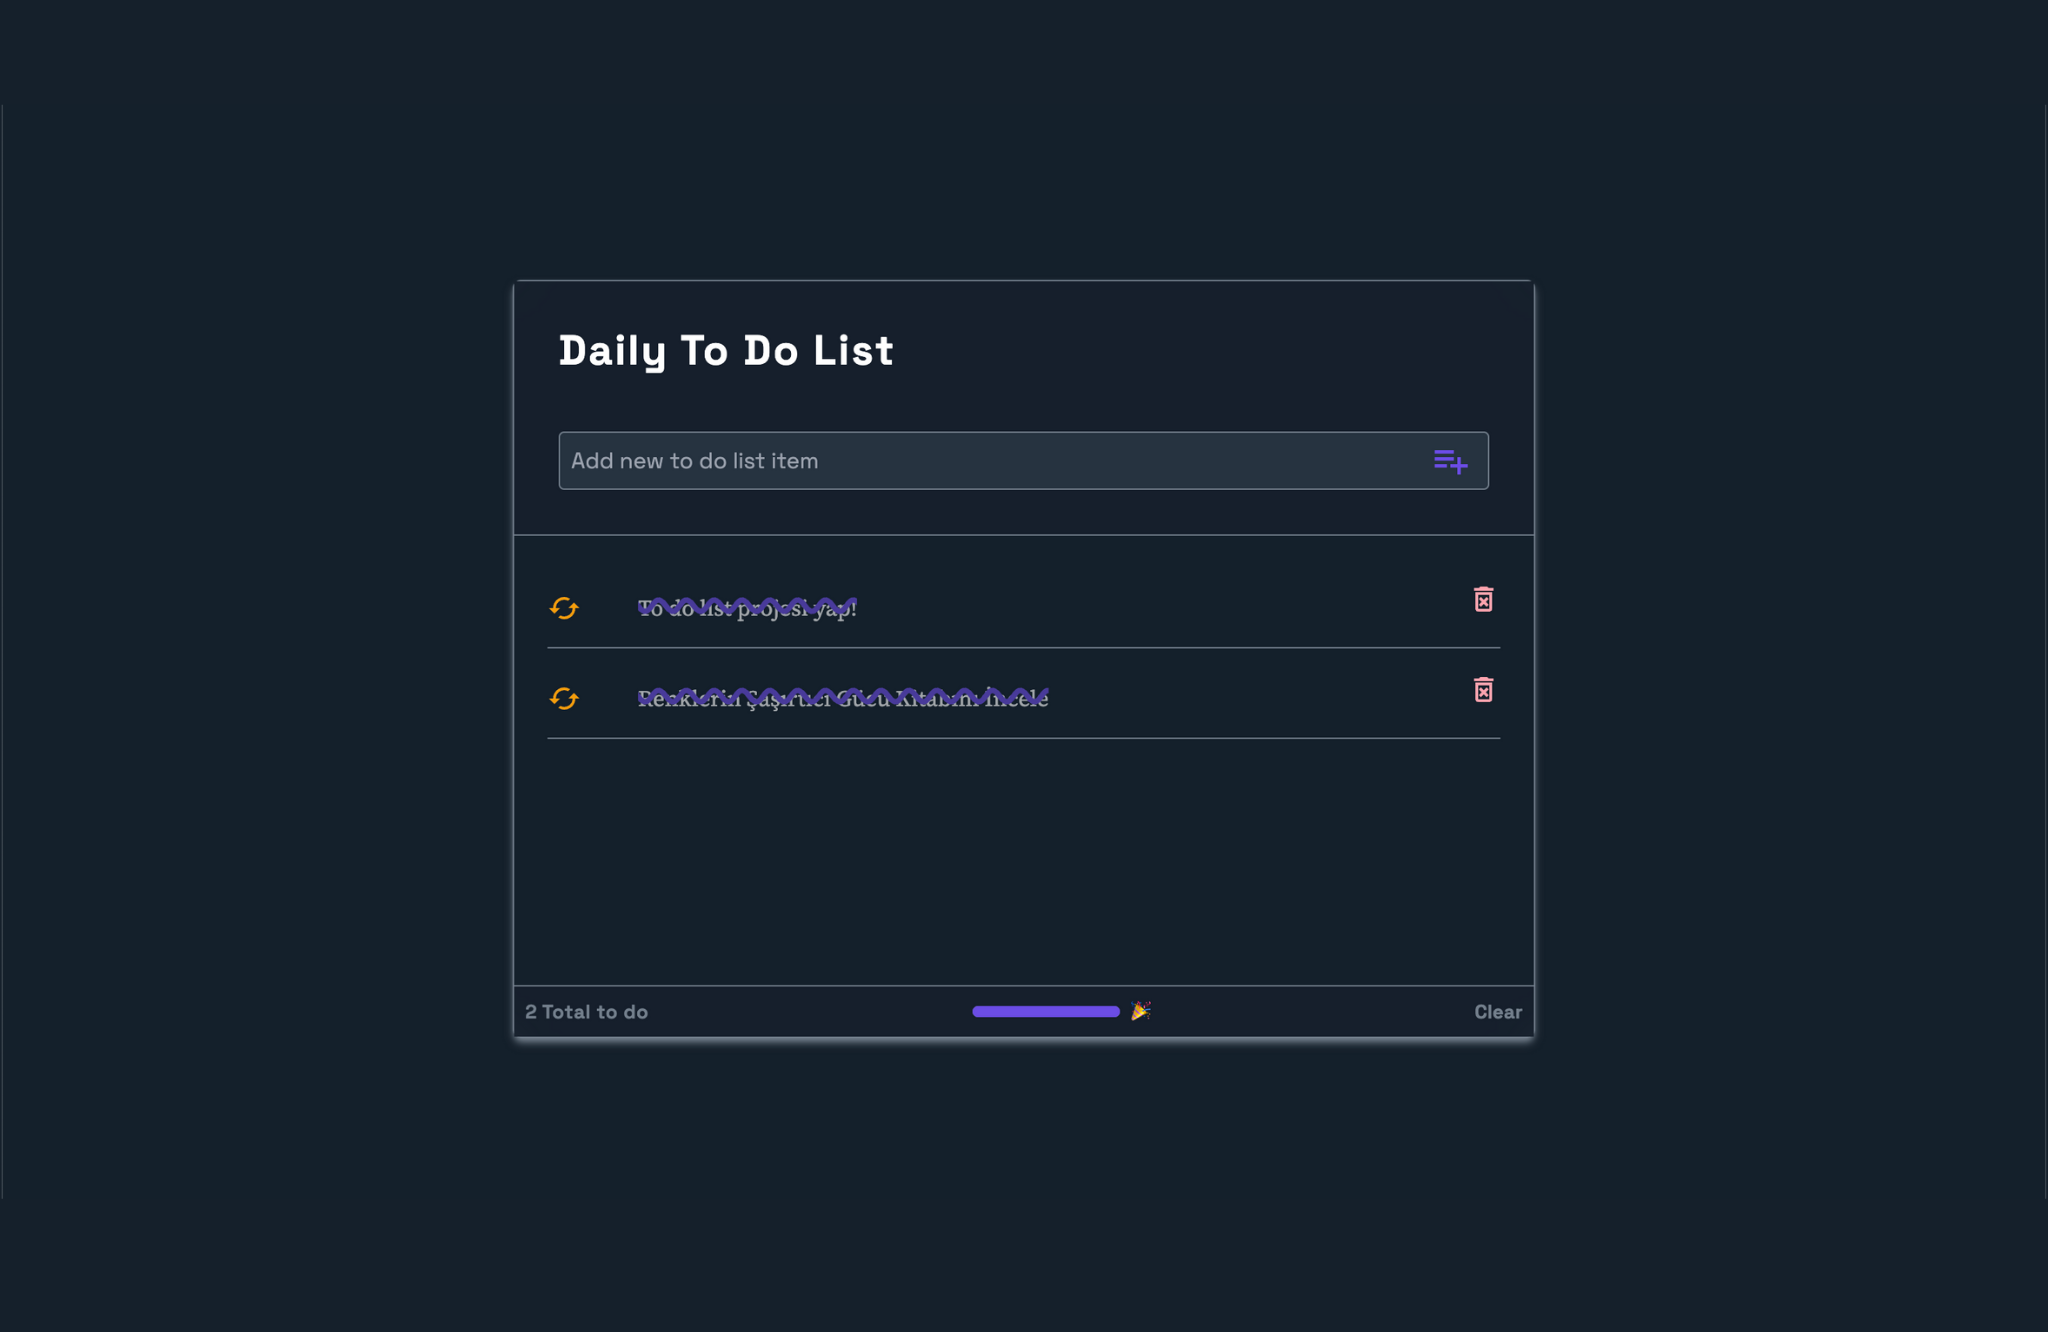 Daily To Do List
Add new to do list item
To do list projesi yap!
Renklerin Şaşırtıcı Gücü Kitabını İncele
2 Total to do
Clear